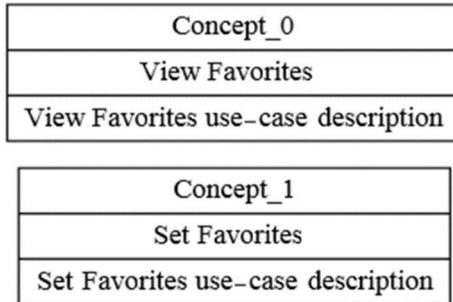 Concept_0
View Favorites
View Favorites use-case description
Concept_1
Set Favorites
Set Favorites use-case description